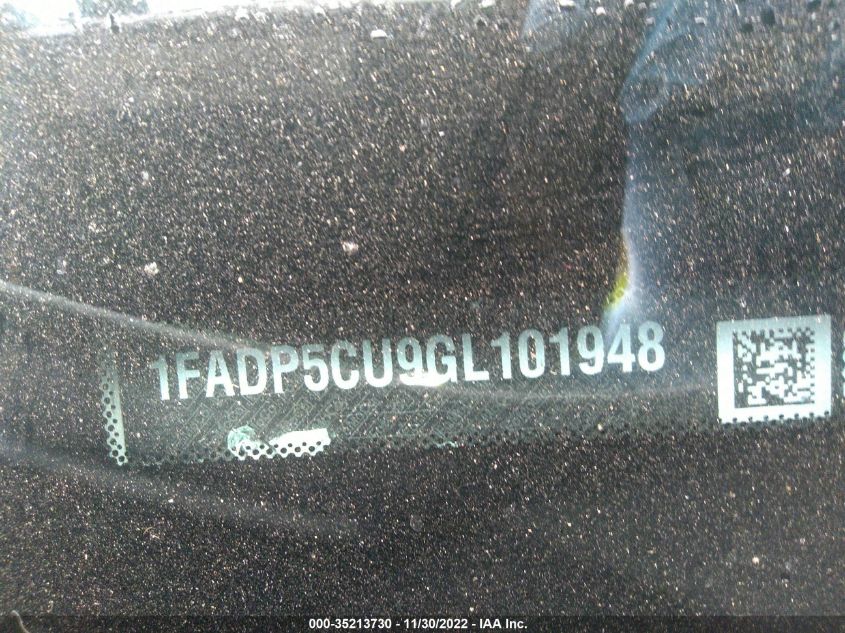 1FADP5CU9GL101948
000-35213730 - 11/30/2022 - IAA Inc.